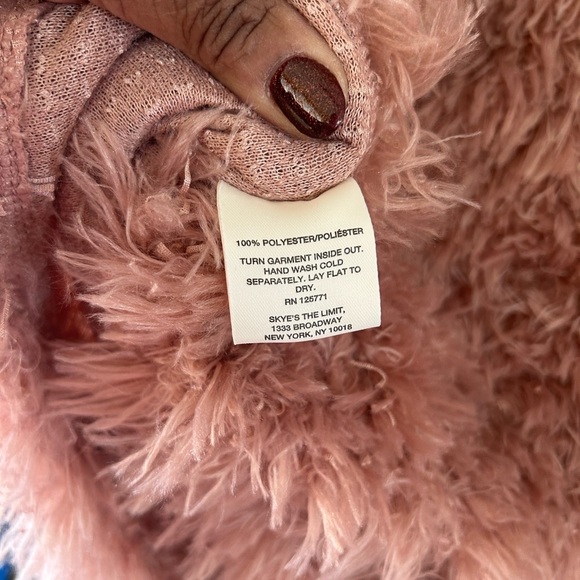 100% POLYESTER/POLIÉSTER
TURN GARMENT INSIDE OUT.
HAND WASH COLD
SEPARATELY. LAY FLAT TO
DRY.
RN 125771
SKYE'S THE LIMIT,
1333 BROADWAY
NEW YORK, NY 10018